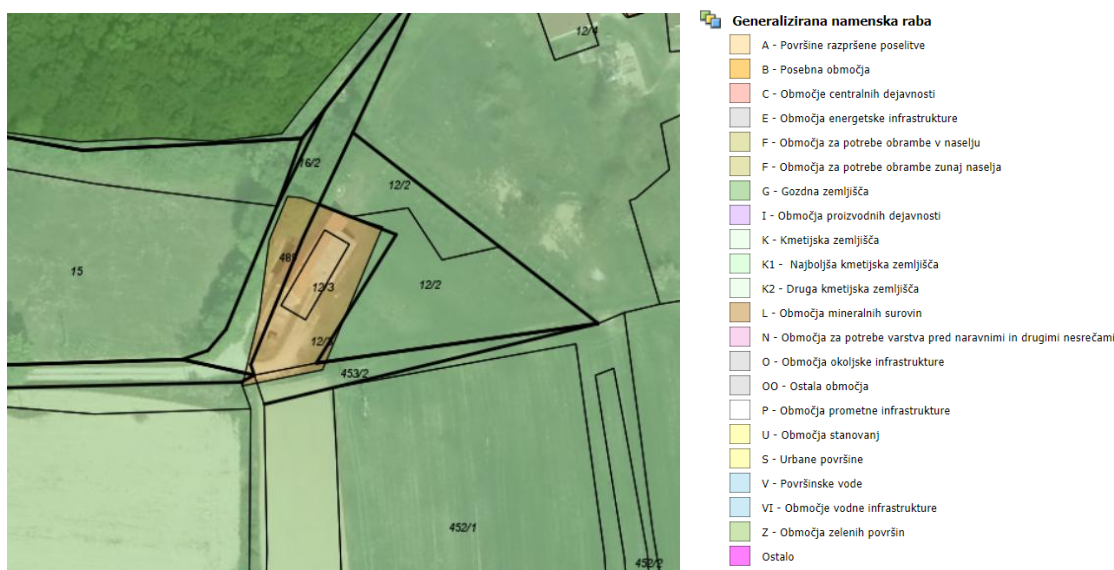 12/4
16/2
12/2
15
12/3
12/2
453/2
452/1
452/2
Generalizirana namenska raba
A - Površine razpršene poselitve
B - Posebna območja
C - Območje centralnih dejavnosti
E - Območja energetske infrastrukture
F - Območja za potrebe obrambe v naselju
F - Območja za potrebe obrambe zunaj naselja
G - Gozdna zemljišča
I - Območja proizvodnih dejavnosti
K - Kmetijska zemljišča
K1 - Najboljša kmetijska zemljišča
K2 - Druga kmetijska zemljišča
L - Območja mineralnih surovin
N - Območja za potrebe varstva pred naravnimi in drugimi nesrečami
O - Območja okoljske infrastrukture
OO - Ostala območja
P - Območja prometne infrastrukture
U - Območja stanovanj
S - Urbane površine
V - Površinske vode
VI - Območje vodne infrastrukture
Z - Območja zelenih površin
Ostalo